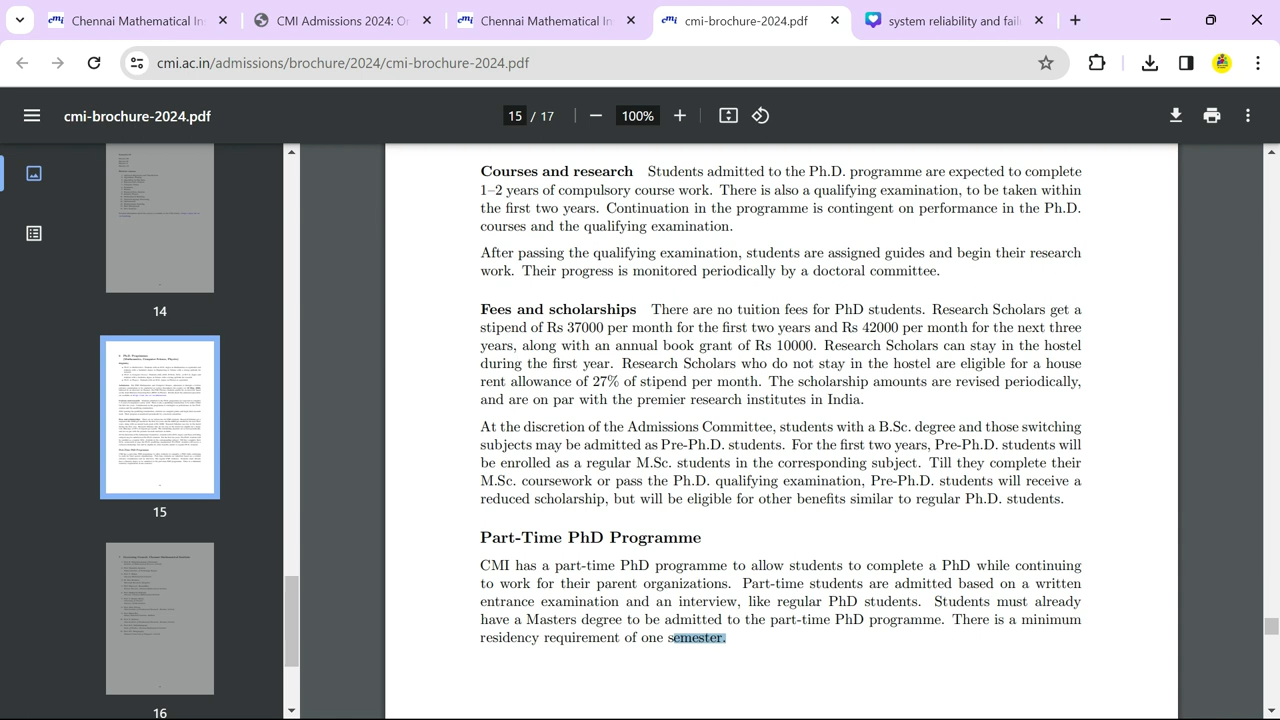 Chennai Mathematical In
CMI Admissions 2024: O
Chennai Mathematical In
cmi-brochure-2024.pdf
system reliability and fail
cmi.ac.in/admissions/brochure/2024/cmi-brochure-2024.pdf
cmi-brochure-2024.pdf
15 / 17
100%
14
15
16
Coursework and research Students admitted to the Ph.D. programme are expected to complete
1–2 years of compulsory course work. There is also a qualifying examination, to be taken within
the first two years. Continuation in the programme is contingent on performance in the Ph.D.
courses and the qualifying examination.
After passing the qualifying examination, students are assigned guides and begin their research
work. Their progress is monitored periodically by a doctoral committee.
Fees and scholarships There are no tuition fees for PhD students. Research Scholars get a
stipend of Rs 37000 per month for the first two years and Rs 42000 per month for the next three
years, along with an annual book grant of Rs 10000. Research Scholars can stay in the hostel
free of charge. Research Scholars who do not stay in the hostel are eligible for a house
rent allowance of 27% of stipend per month. The scholarship amounts are revised periodically,
and are on par with the premier research institutes in India.
At the discretion of the Admissions Committee, students with a B.Sc. degree and those switching
subjects may be admitted as Pre-Ph.D. students. For the first two years, Pre-Ph.D. students will
be enrolled as a regular M.Sc. students in the corresponding subject. Till they complete their
M.Sc. coursework or pass the Ph.D. qualifying examination, Pre-Ph.D. students will receive a
reduced scholarship, but will be eligible for other benefits similar to regular Ph.D. students.
Part-Time PhD Programme
CMI has a part-time PhD programme to allow students to complete a PhD while continuing
to work for their parent organizations. Part-time students are admitted based on a written
entrance examination and an interview, like regular PhD students. Students must already
have a Master's degree to be admitted to the part-time PhD programme. There is a minimum
residency requirement of one semester.